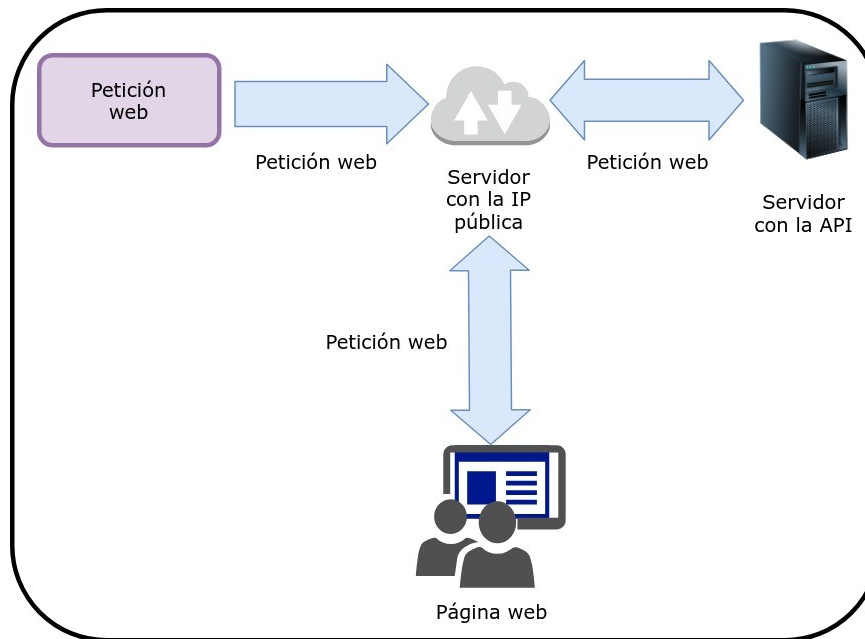 Petición
web
Petición web
Petición web
Servidor
con la IP
pública
Servidor
con la API
Petición web
Página web